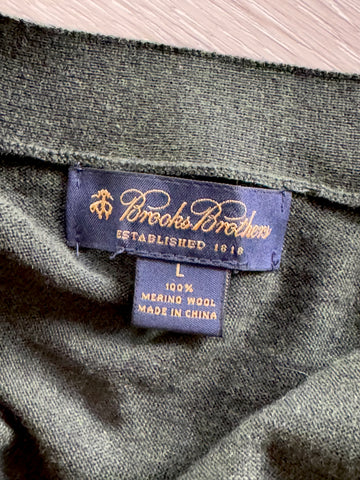 Brooks Brothers
ESTABLISHED 1818
L
100%
MERINO WOOL
MADE IN CHINA